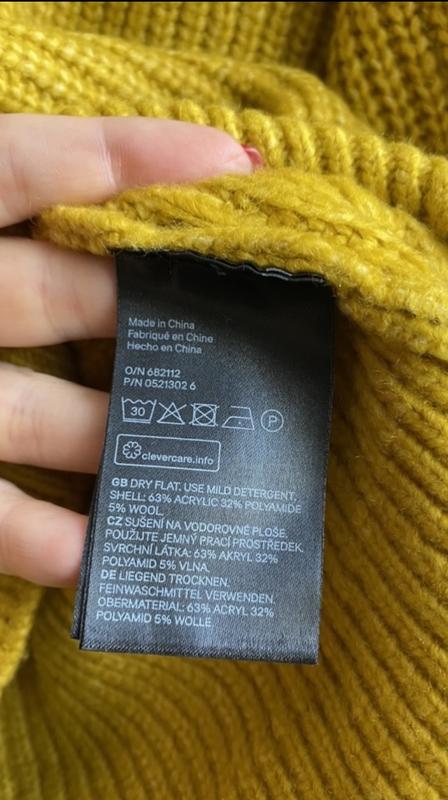 Made in China
Fabriqué en Chine
Hecho en China
O/N 682112
P/N 0521302 6
30 P
clevercare.info
GB DRY FLAT. USE MILD DETERGENT.
SHELL: 63% ACRYLIC 32% POLYAMIDE
5% WOOL.
CZ SUŠENÍ NA VODOROVNÉ PLOŠE.
POUŽIJTE JEMNÝ PRACÍ PROSTŘEDEK.
SVRCHNÍ LÁTKA: 63% AKRYL 32%
POLYAMID 5% VLNA.
DE LIEGEND TROCKNEN.
FEINWASCHMITTEL VERWENDEN.
OBERMATERIAL: 63% ACRYL 32%
POLYAMID 5% WOLLE.